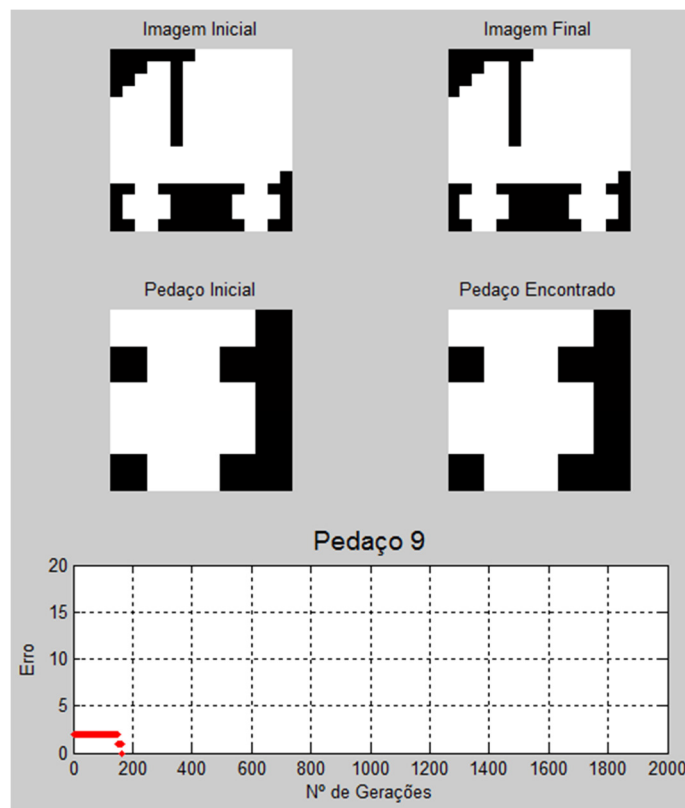 Imagem Inicial
Imagem Final
Pedaço Inicial
Pedaço Encontrado
Pedaço 9
20
15
10
5
0
Erro
0 200 400 600 800 1000 1200 1400 1600 1800 2000
Nº de Gerações